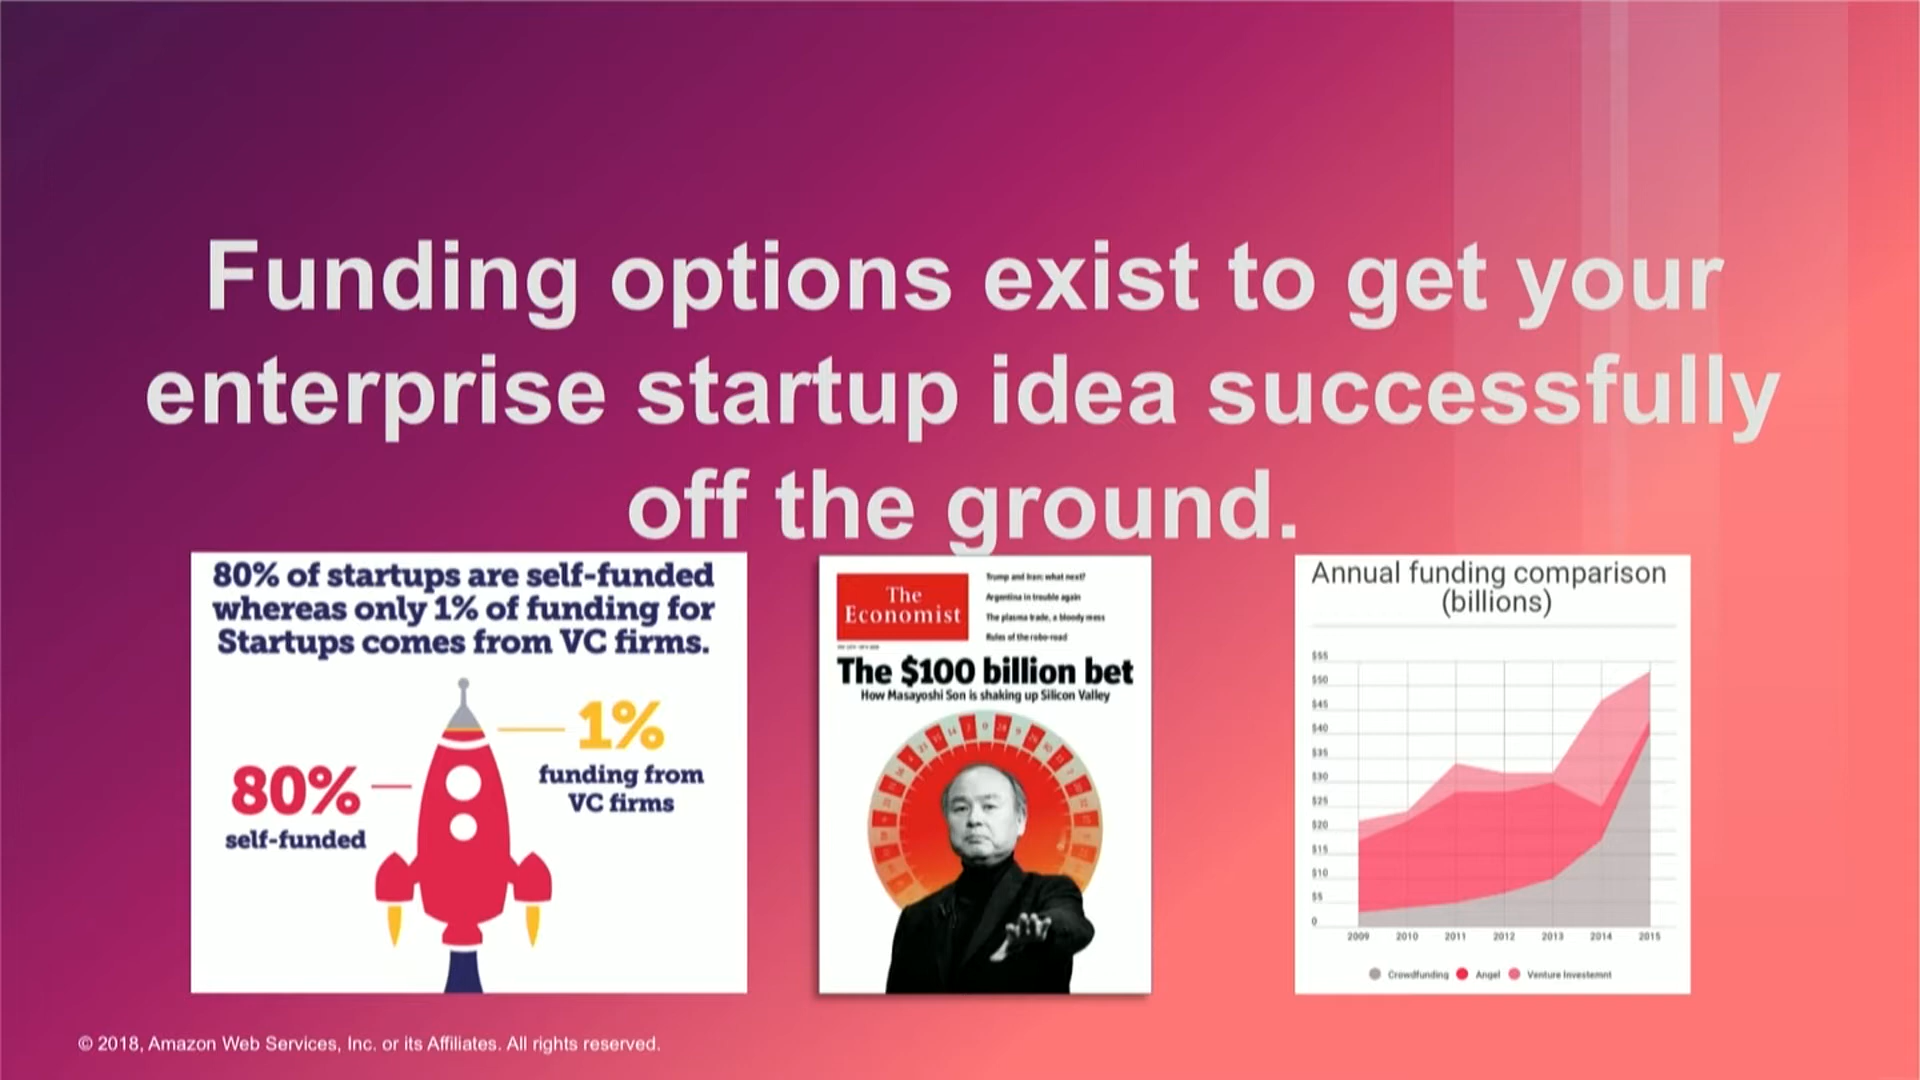 Funding options exist to get your
enterprise startup idea successfully
off the ground.
80% of startups are self-funded
whereas only 1% of funding for
Startups comes from VC firms.
1%
funding from
VC firms
80%
self-funded
The
Economist
Trump and Iran: what next?
Argentina in trouble again
The plasma trade, a bloody mess
Rules of the robo-road
The $100 billion bet
How Masayoshi Son is shaking up Silicon Valley
Annual funding comparison
(billions)
$55
$50
$45
$40
$35
$30
$25
$20
$15
$10
$5
0
2009 2010 2011 2012 2013 2014 2015
Crowdfunding Angel Venture Investemnt
© 2018, Amazon Web Services, Inc. or its Affiliates. All rights reserved.